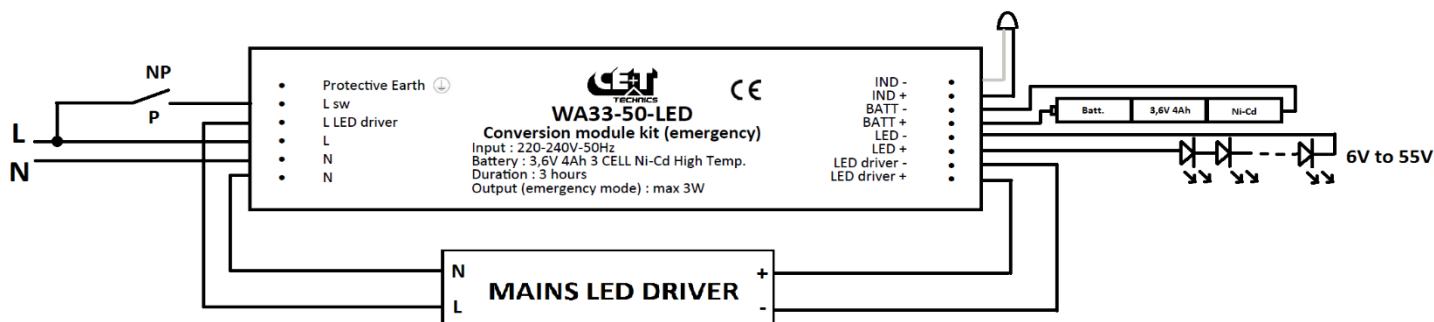 NP
P
L
N
Protective Earth
L sw
L LED driver
L
N
N
CE+T
TECHNICS
CE
WA33-50-LED
Conversion module kit (emergency)
Input : 220-240V-50Hz
Battery : 3,6V 4Ah 3 CELL Ni-Cd High Temp.
Duration : 3 hours
Output (emergency mode) : max 3W
IND -
IND +
BATT -
BATT +
LED -
LED +
LED driver -
LED driver +
Batt. 3,6V 4Ah Ni-Cd
6V to 55V
N
L
MAINS LED DRIVER
+
-